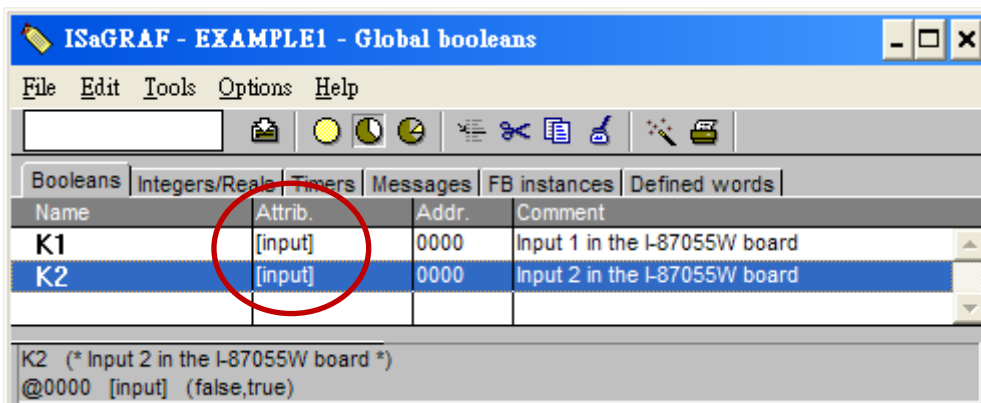 ISaGRAF - EXAMPLE1 - Global booleans
File Edit Tools Options Help
Booleans Integers/Reals Timers Messages FB instances Defined words
Name Attrib. Addr. Comment
K1 [input] 0000 Input 1 in the I-87055W board
K2 [input] 0000 Input 2 in the I-87055W board
K2 (* Input 2 in the I-87055W board *)
@0000 [input] (false,true)